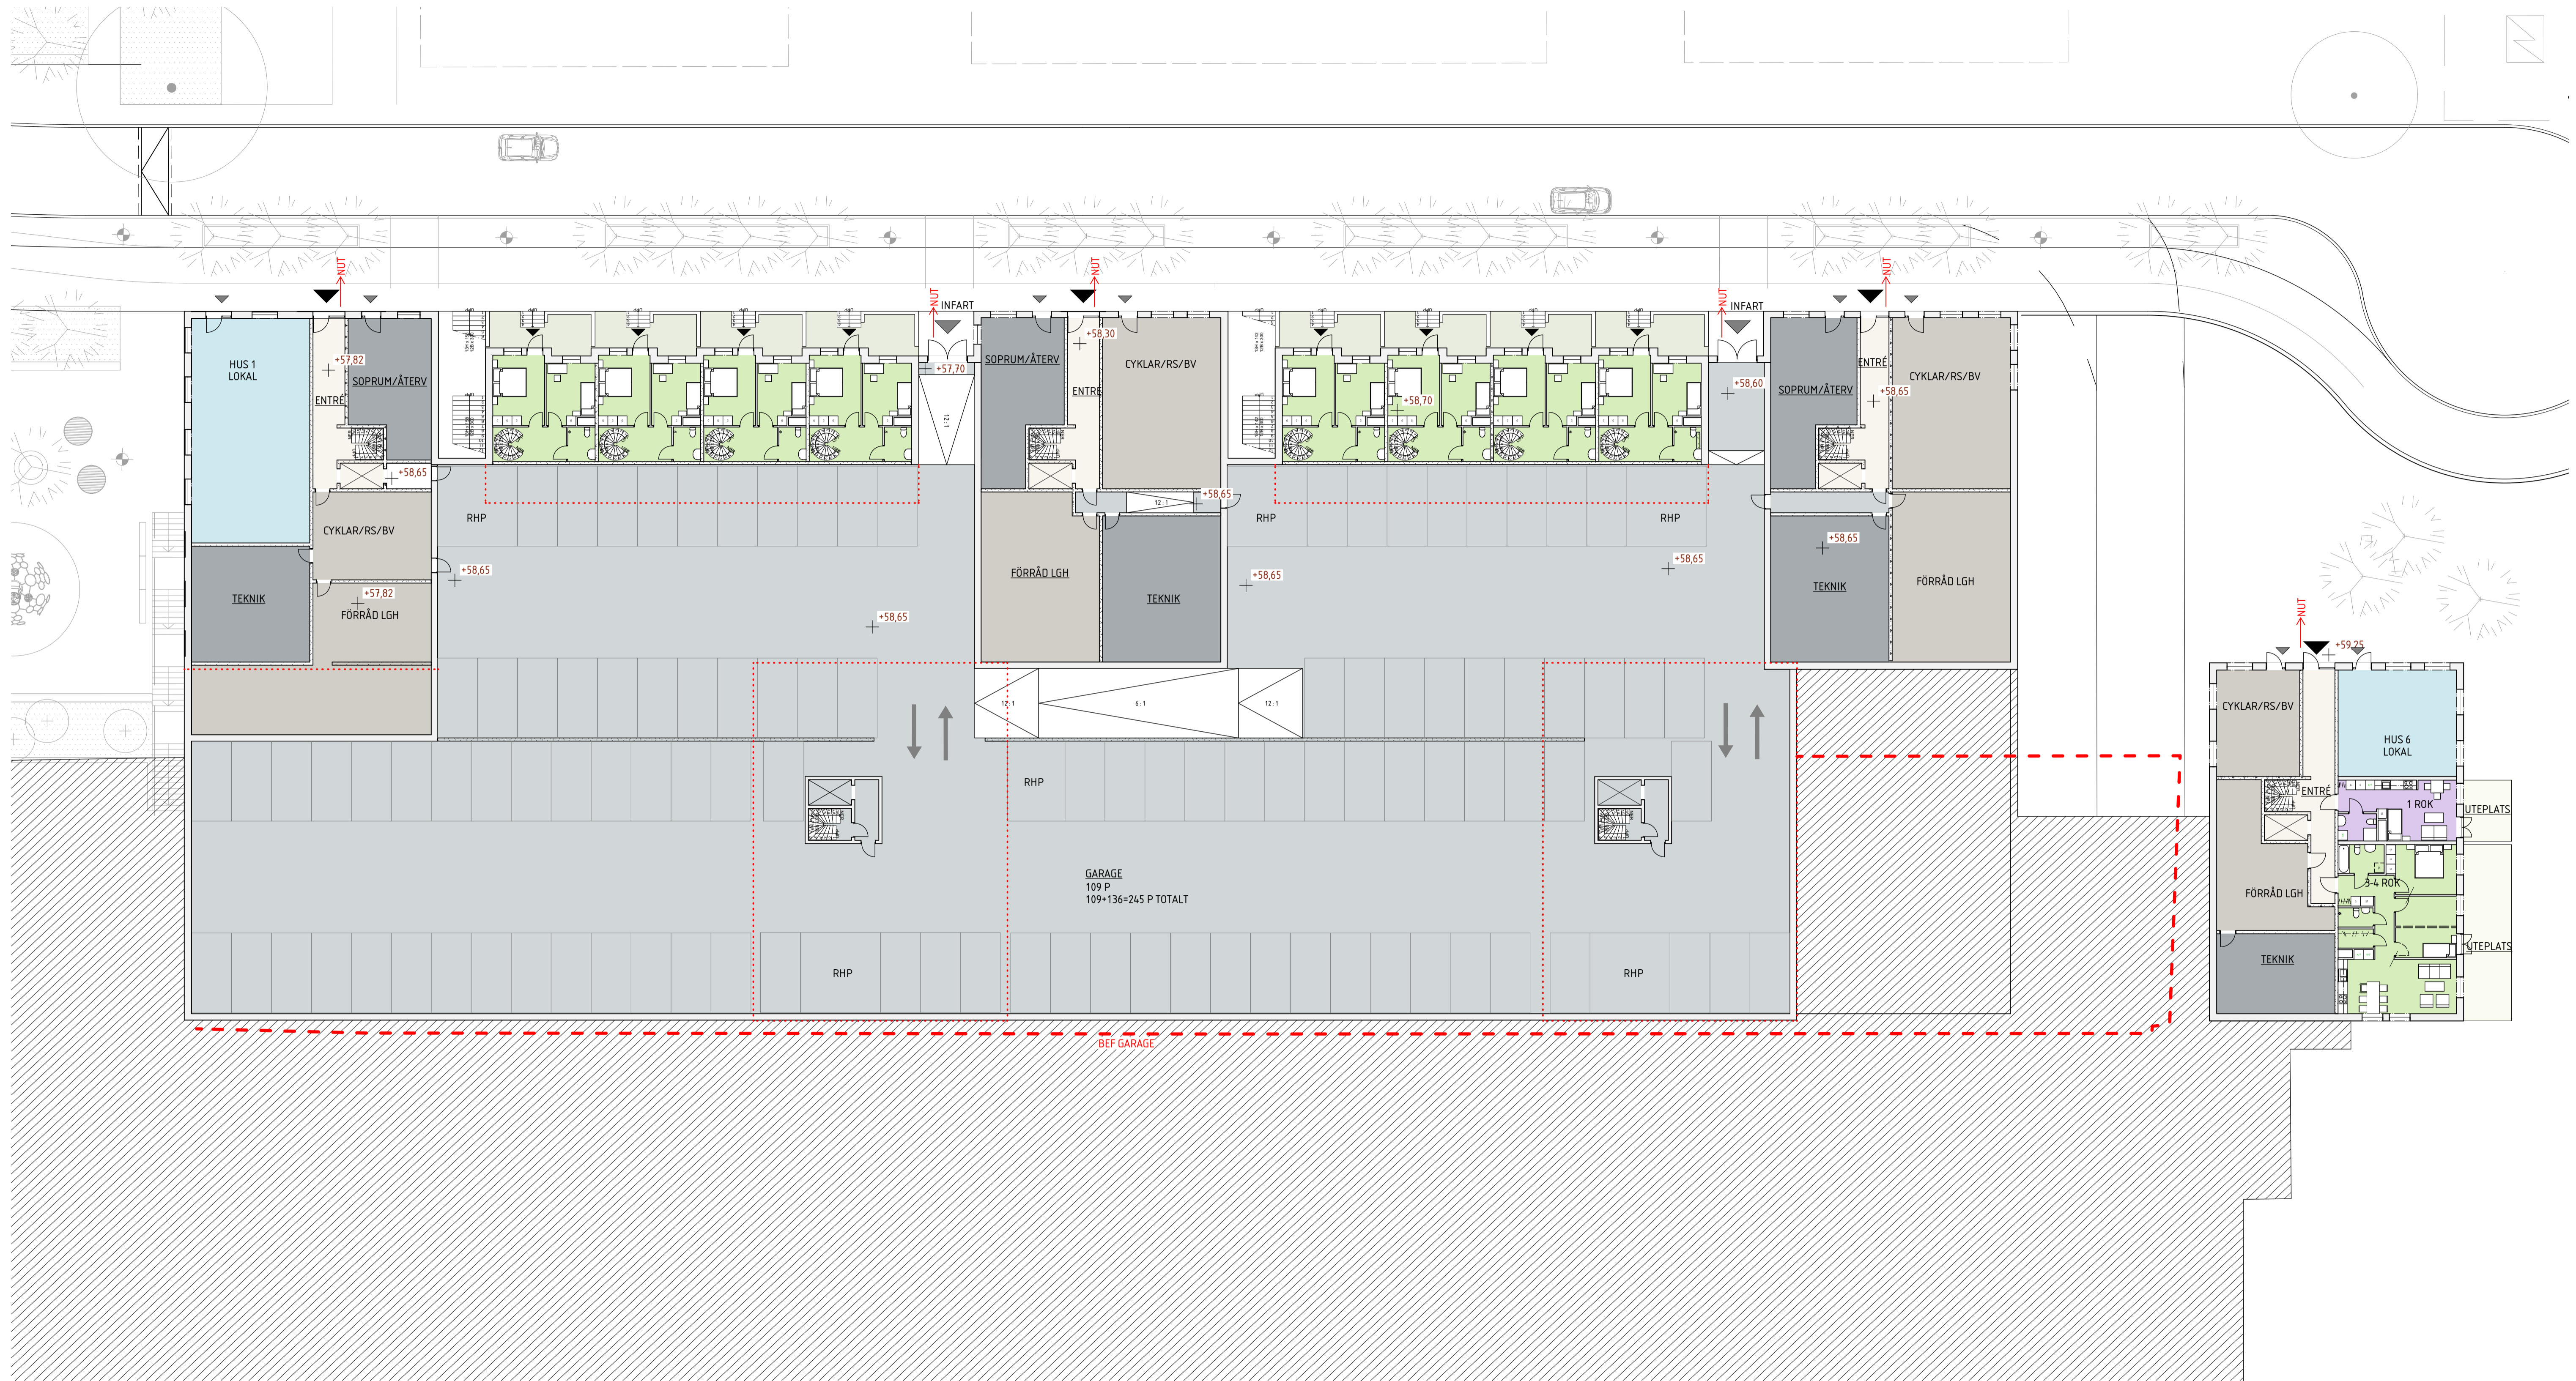 NUT
NUT
NUT
NUT
NUT
INFART
INFART
HUS 1
LOKAL
+57,82
ENTRÉ
SOPRUM/ÅTERV
+58,65
CYKLAR/RS/BV
TEKNIK
+57,82
FÖRRÅD LGH
+57,70
12:1
RHP
+58,65
+58,65
SOPRUM/ÅTERV
+58,30
ENTRÉ
CYKLAR/RS/BV
12:1
+58,65
FÖRRÅD LGH
TEKNIK
+58,70
+58,60
RHP
RHP
+58,65
+58,65
SOPRUM/ÅTERV
ENTRÉ
+58,65
CYKLAR/RS/BV
+58,65
TEKNIK
FÖRRÅD LGH
12:1
6:1
12:1
RHP
GARAGE
109 P
109+136=245 P TOTALT
RHP
RHP
BEF GARAGE
NUT
+59,25
CYKLAR/RS/BV
HUS 6
LOKAL
ENTRÉ
1 ROK
UTEPLATS
3-4 ROK
FÖRRÅD LGH
UTEPLATS
TEKNIK